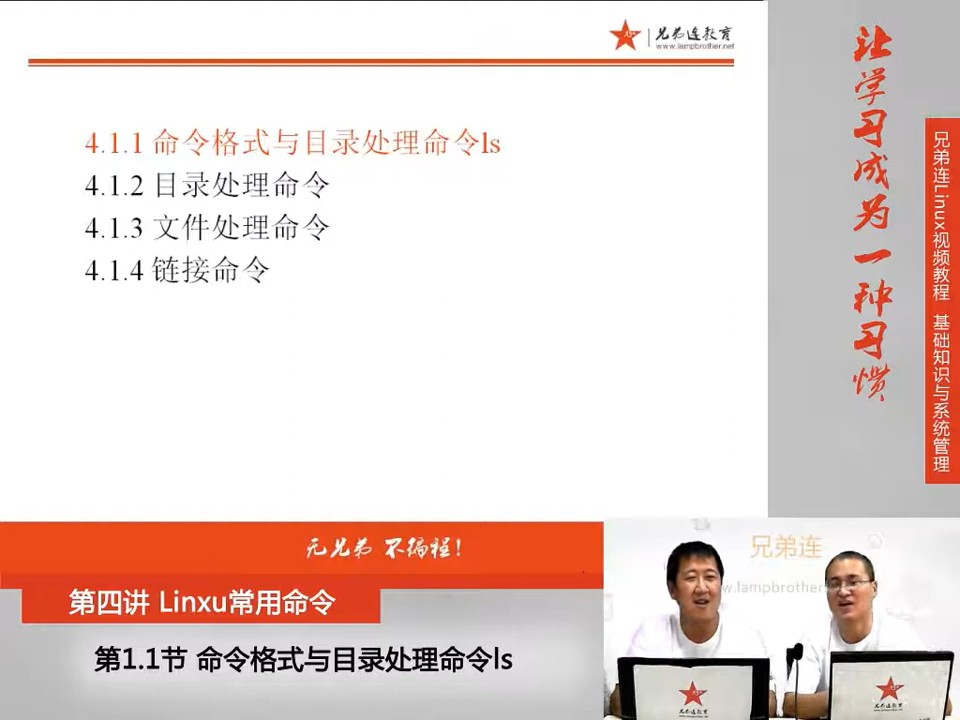 兄弟连教育
www.lampbrother.net
4.1.1 命令格式与目录处理命令ls
4.1.2 目录处理命令
4.1.3 文件处理命令
4.1.4 链接命令
让学习成为一种习惯
兄弟连Linux视频教程 基础知识与系统管理
无兄弟 不编程!
第四讲 Linxu常用命令
第1.1节 命令格式与目录处理命令ls
兄弟连
www.lampbrother